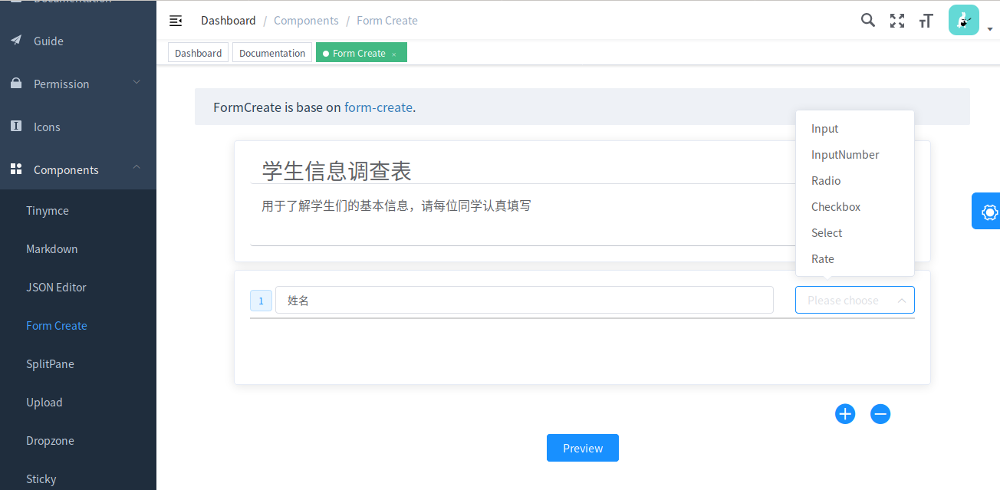 Documentation
Guide
Permission
Icons
Components
Tinymce
Markdown
JSON Editor
Form Create
SplitPane
Upload
Dropzone
Sticky
Dashboard / Components / Form Create
Dashboard
Documentation
Form Create ×
FormCreate is base on form-create.
学生信息调查表
用于了解学生们的基本信息，请每位同学认真填写
Input
InputNumber
Radio
Checkbox
Select
Rate
1 姓名 Please choose
Preview